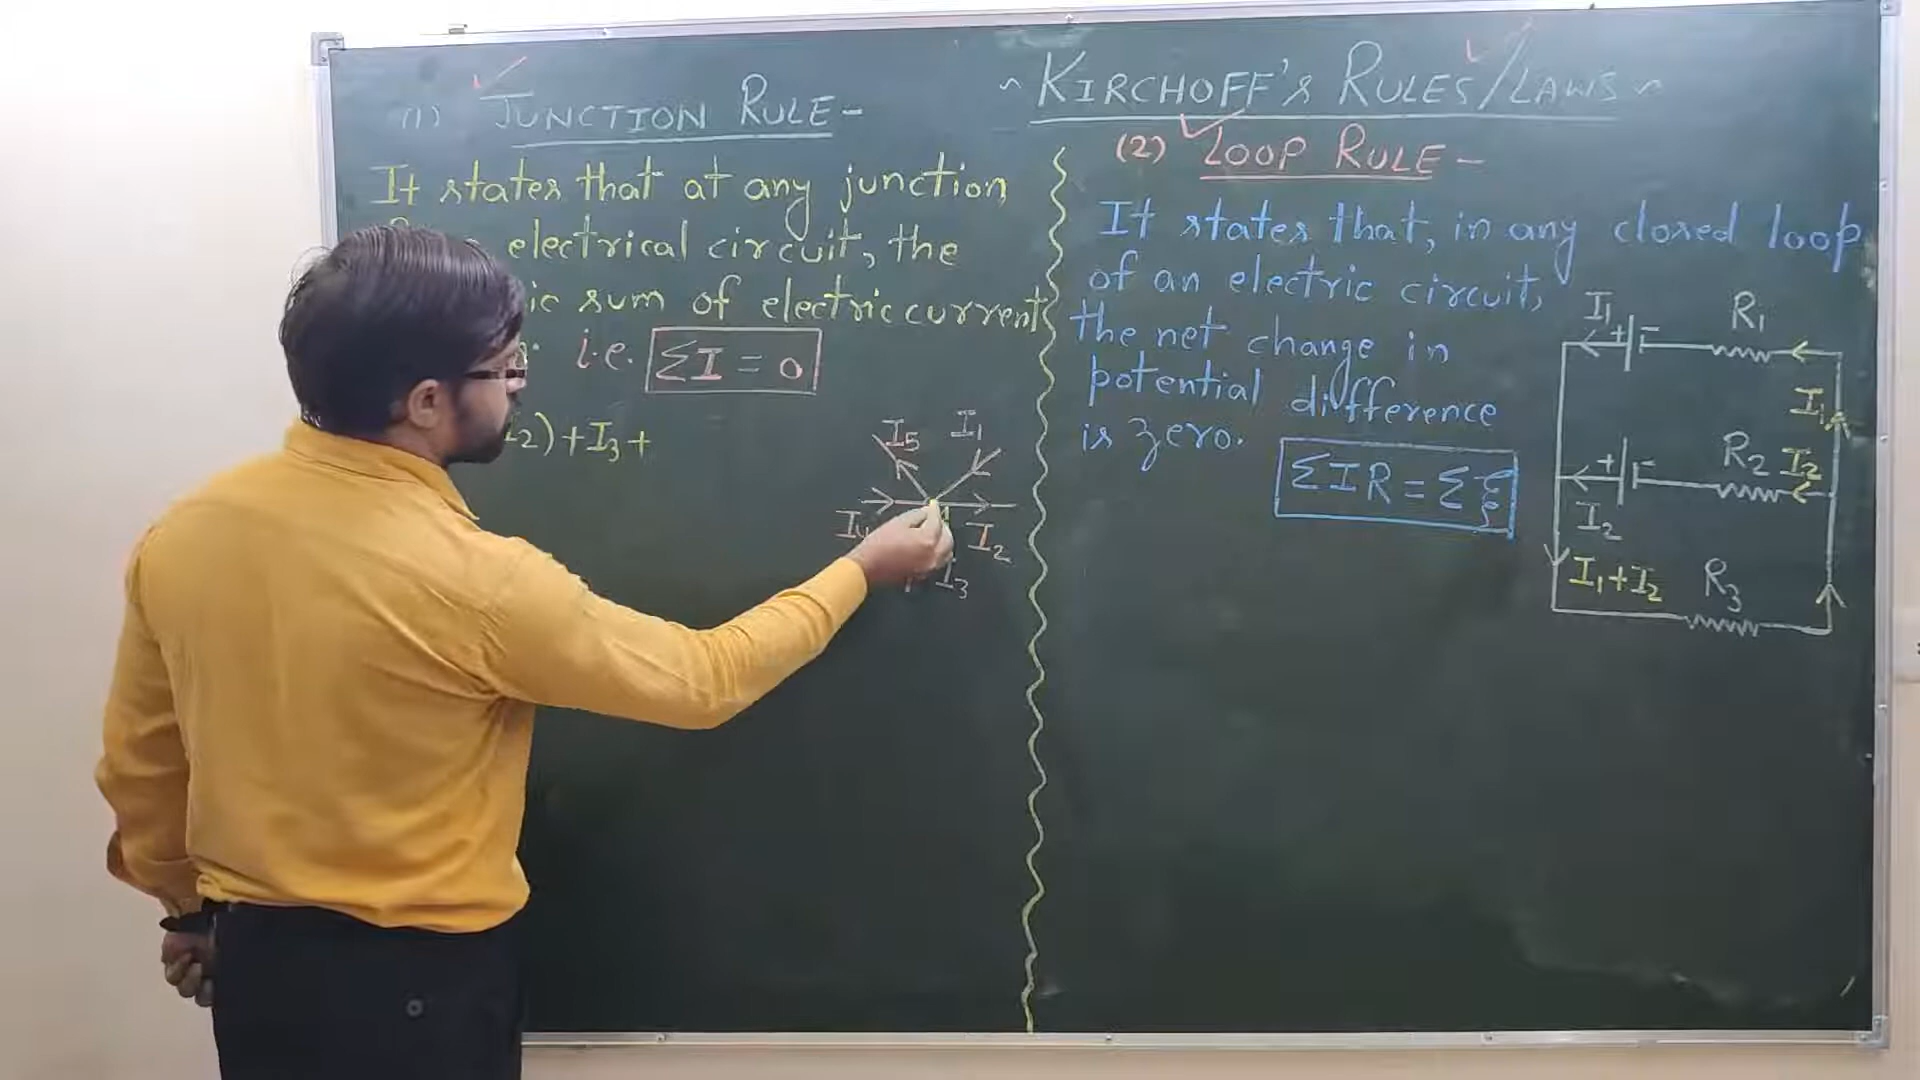 ~ KIRCHOFF's RULES/LAWS ~
(1) JUNCTION RULE-
It states that at any junction
electrical circuit, the
ic sum of electric current
i.e. ΣI = 0
I2) + I3 +
I5 I1
I4 I2
I3
(2) LOOP RULE -
It states that, in any closed loop
of an electric circuit,
the net change in
potential difference
is zero.
ΣIR = Σξ
I1 + - R1
I1
+ - R2 I2
I2
I1+I2 R3